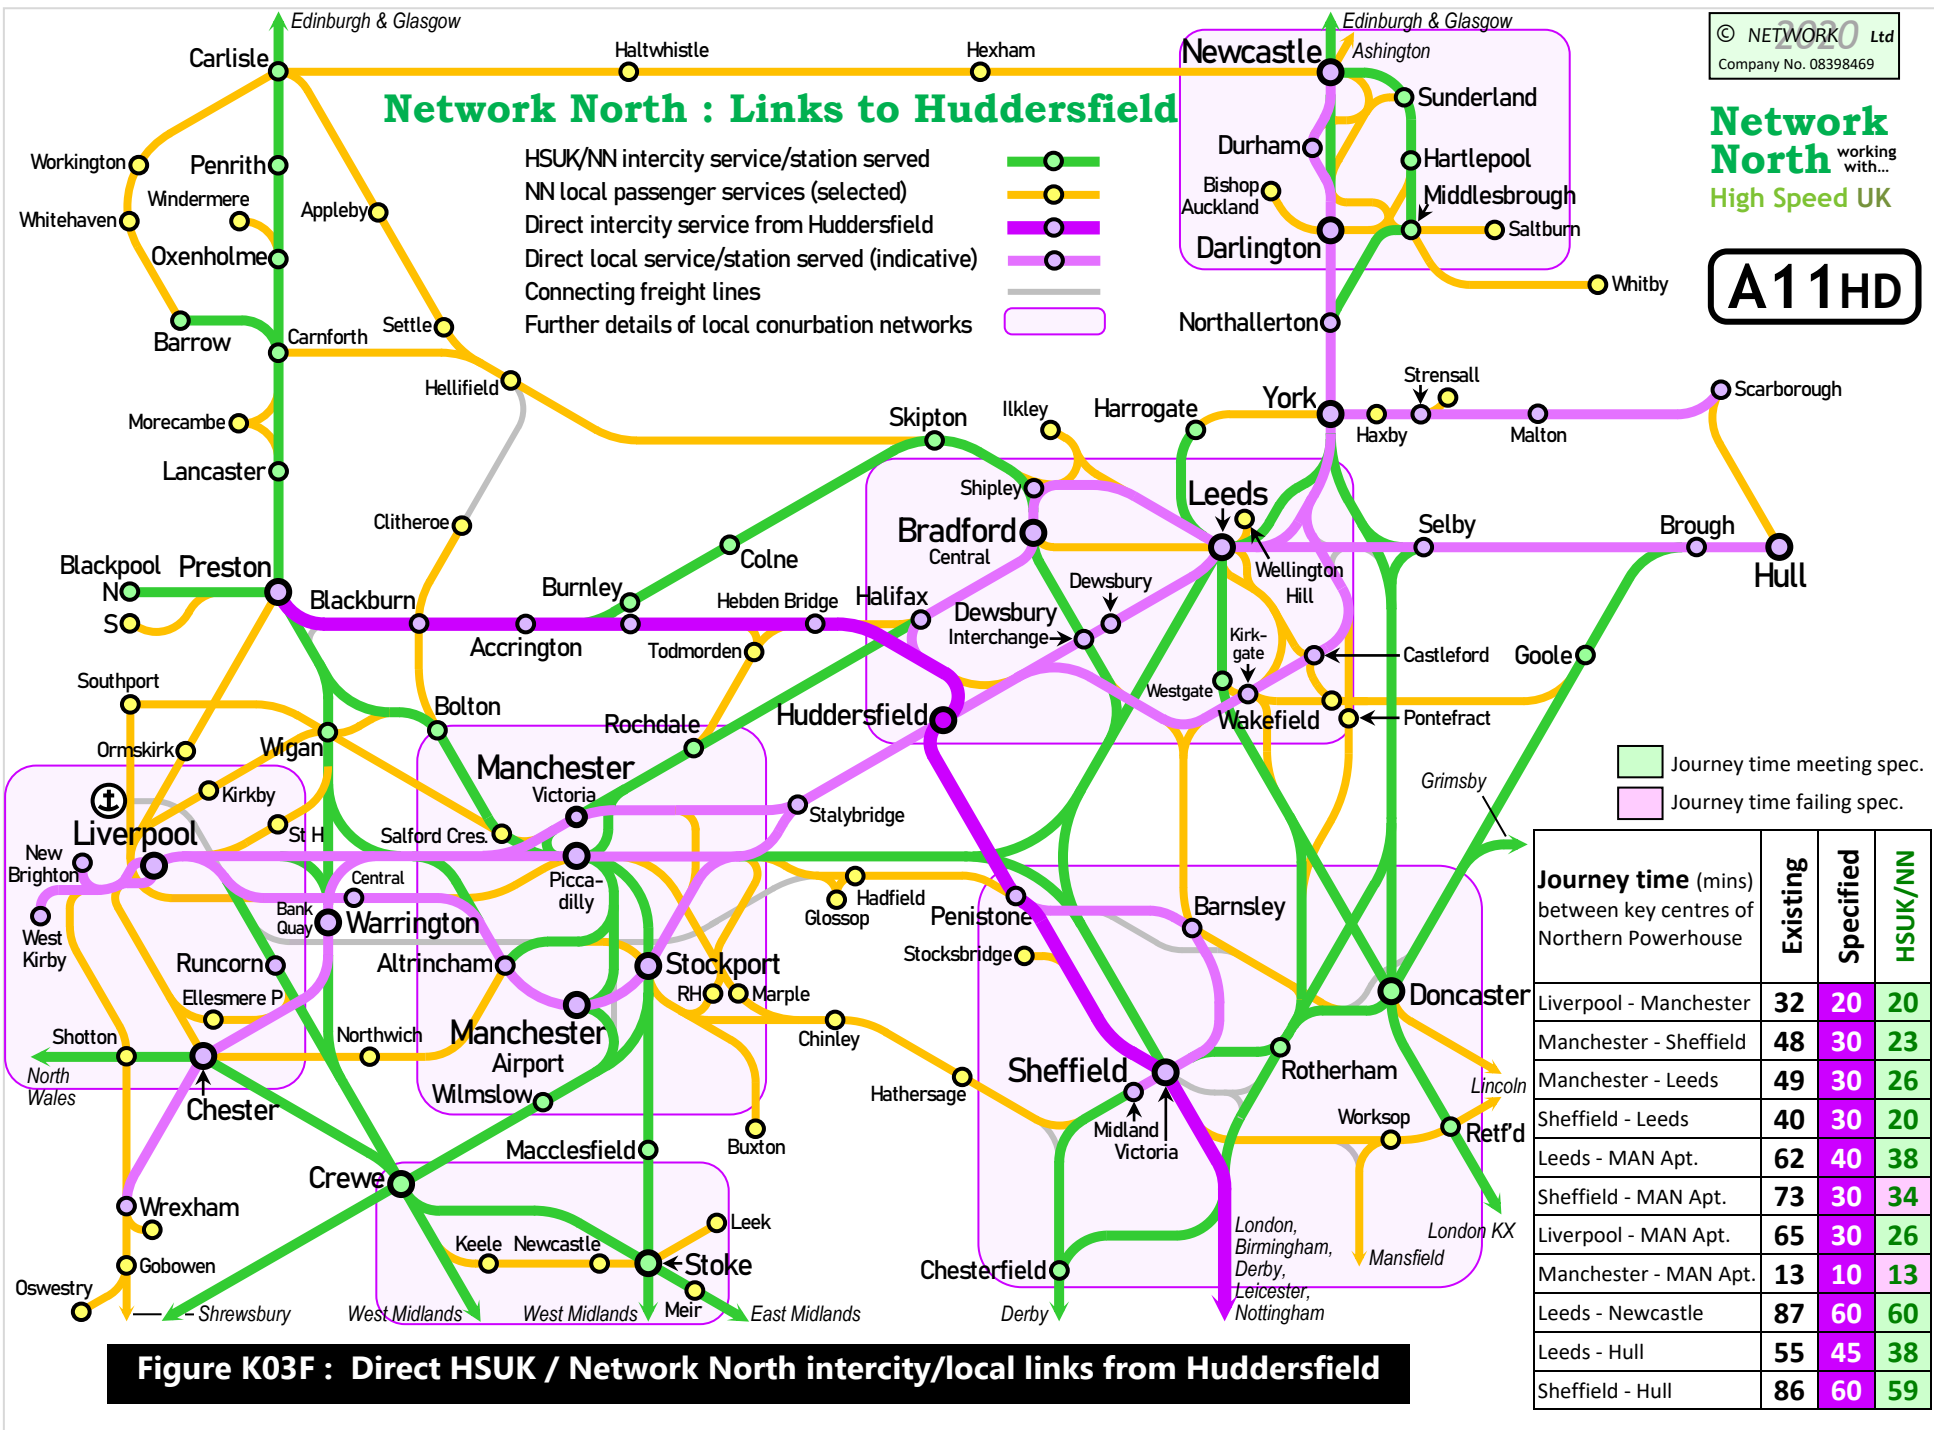 Edinburgh & Glasgow
Carlisle
Haltwhistle
Hexham
Newcastle
Edinburgh & Glasgow
Ashington
© NETWORK 2020 Ltd
Company No. 08398469
Network North : Links to Huddersfield
Sunderland
Network
North working
with...
High Speed UK
A11HD
HSUK/NN intercity service/station served
NN local passenger services (selected)
Direct intercity service from Huddersfield
Direct local service/station served (indicative)
Connecting freight lines
Further details of local conurbation networks
Durham
Hartlepool
Bishop
Auckland
Middlesbrough
Darlington
Saltburn
Whitby
Northallerton
Workington
Penrith
Windermere
Whitehaven
Appleby
Oxenholme
Barrow
Carnforth
Settle
Hellifield
Morecambe
Lancaster
Clitheroe
Skipton
Ilkley
Harrogate
York
Strensall
Haxby
Malton
Scarborough
Shipley
Leeds
Bradford
Central
Wellington
Hill
Selby
Brough
Hull
Blackpool
N
S
Preston
Blackburn
Accrington
Burnley
Colne
Hebden Bridge
Todmorden
Halifax
Dewsbury
Dewsbury
Interchange
Kirk-
gate
Westgate
Wakefield
Castleford
Pontefract
Goole
Southport
Ormskirk
Wigan
Bolton
Rochdale
Huddersfield
Kirkby
St H
Liverpool
New
Brighton
West
Kirby
Manchester
Victoria
Salford Cres.
Picca-
dilly
Stalybridge
Central
Bank
Quay
Warrington
Runcorn
Altrincham
Stockport
RH
Marple
Glossop
Hadfield
Penistone
Barnsley
Stocksbridge
Grimsby
Doncaster
Ellesmere P
Shotton
North
Wales
Chester
Northwich
Manchester
Airport
Wilmslow
Chinley
Hathersage
Buxton
Macclesfield
Sheffield
Midland
Victoria
Rotherham
Worksop
Retf'd
Lincoln
London KX
Mansfield
Crewe
Wrexham
Gobowen
Oswestry
Shrewsbury
Keele
Newcastle
Leek
Stoke
Meir
West Midlands
West Midlands
East Midlands
Chesterfield
Derby
London,
Birmingham,
Derby,
Leicester,
Nottingham
Journey time meeting spec.
Journey time failing spec.
Journey time (mins)
between key centres of
Northern Powerhouse
Existing
Specified
HSUK/NN
Liverpool - Manchester 32 20 20
Manchester - Sheffield 48 30 23
Manchester - Leeds 49 30 26
Sheffield - Leeds 40 30 20
Leeds - MAN Apt. 62 40 38
Sheffield - MAN Apt. 73 30 34
Liverpool - MAN Apt. 65 30 26
Manchester - MAN Apt. 13 10 13
Leeds - Newcastle 87 60 60
Leeds - Hull 55 45 38
Sheffield - Hull 86 60 59
Figure K03F : Direct HSUK / Network North intercity/local links from Huddersfield